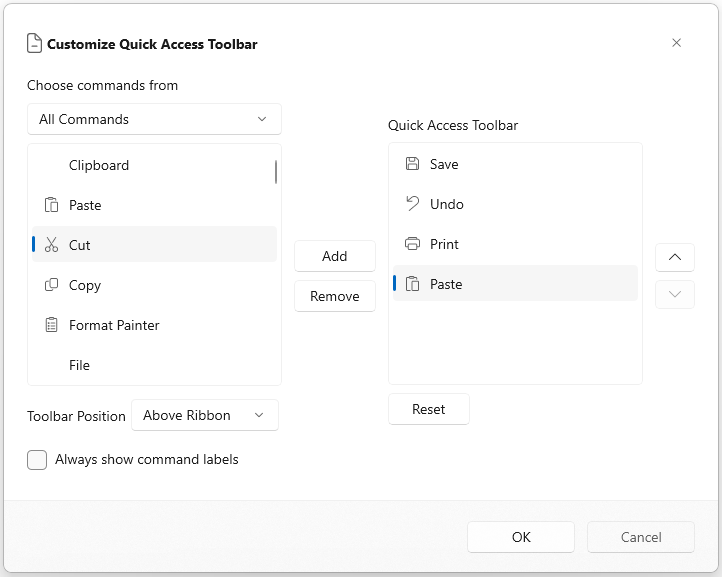 Customize Quick Access Toolbar
Choose commands from
All Commands
Clipboard
Paste
Cut
Copy
Format Painter
File
Add
Remove
Quick Access Toolbar
Save
Undo
Print
Paste
Reset
Toolbar Position Above Ribbon
Always show command labels
OK Cancel